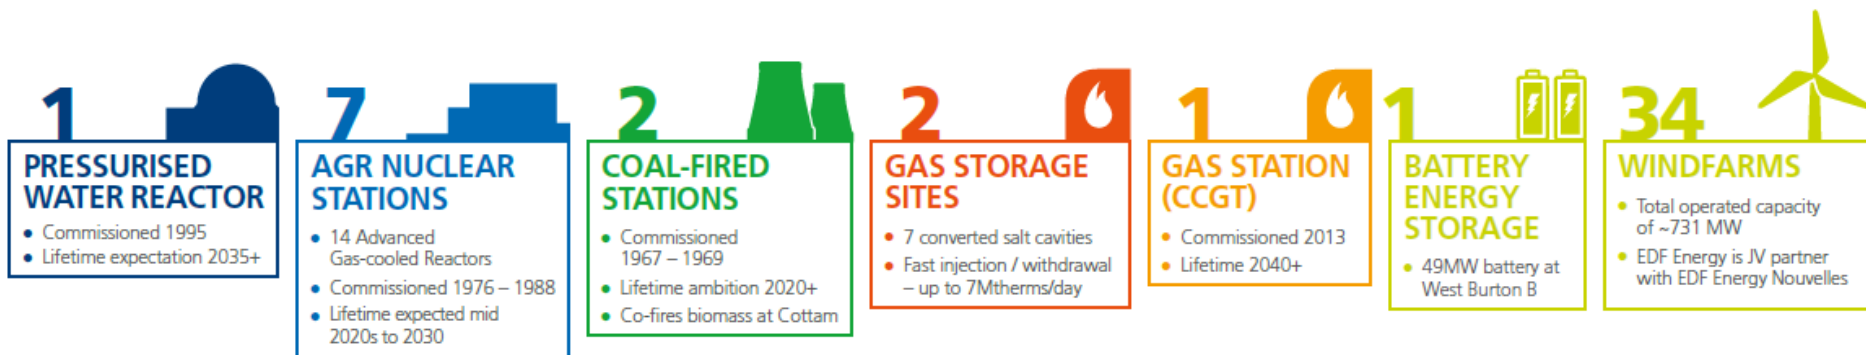 1
PRESSURISED
WATER REACTOR
• Commissioned 1995
• Lifetime expectation 2035+
7
AGR NUCLEAR
STATIONS
• 14 Advanced
Gas-cooled Reactors
• Commissioned 1976 – 1988
• Lifetime expected mid
2020s to 2030
2
COAL-FIRED
STATIONS
• Commissioned
1967 – 1969
• Lifetime ambition 2020+
• Co-fires biomass at Cottam
2
GAS STORAGE
SITES
• 7 converted salt cavities
• Fast injection / withdrawal
– up to 7Mtherms/day
1
GAS STATION
(CCGT)
• Commissioned 2013
• Lifetime 2040+
1
BATTERY
ENERGY
STORAGE
• 49MW battery at
West Burton B
34
WINDFARMS
• Total operated capacity
of ~731 MW
• EDF Energy is JV partner
with EDF Energy Nouvelles